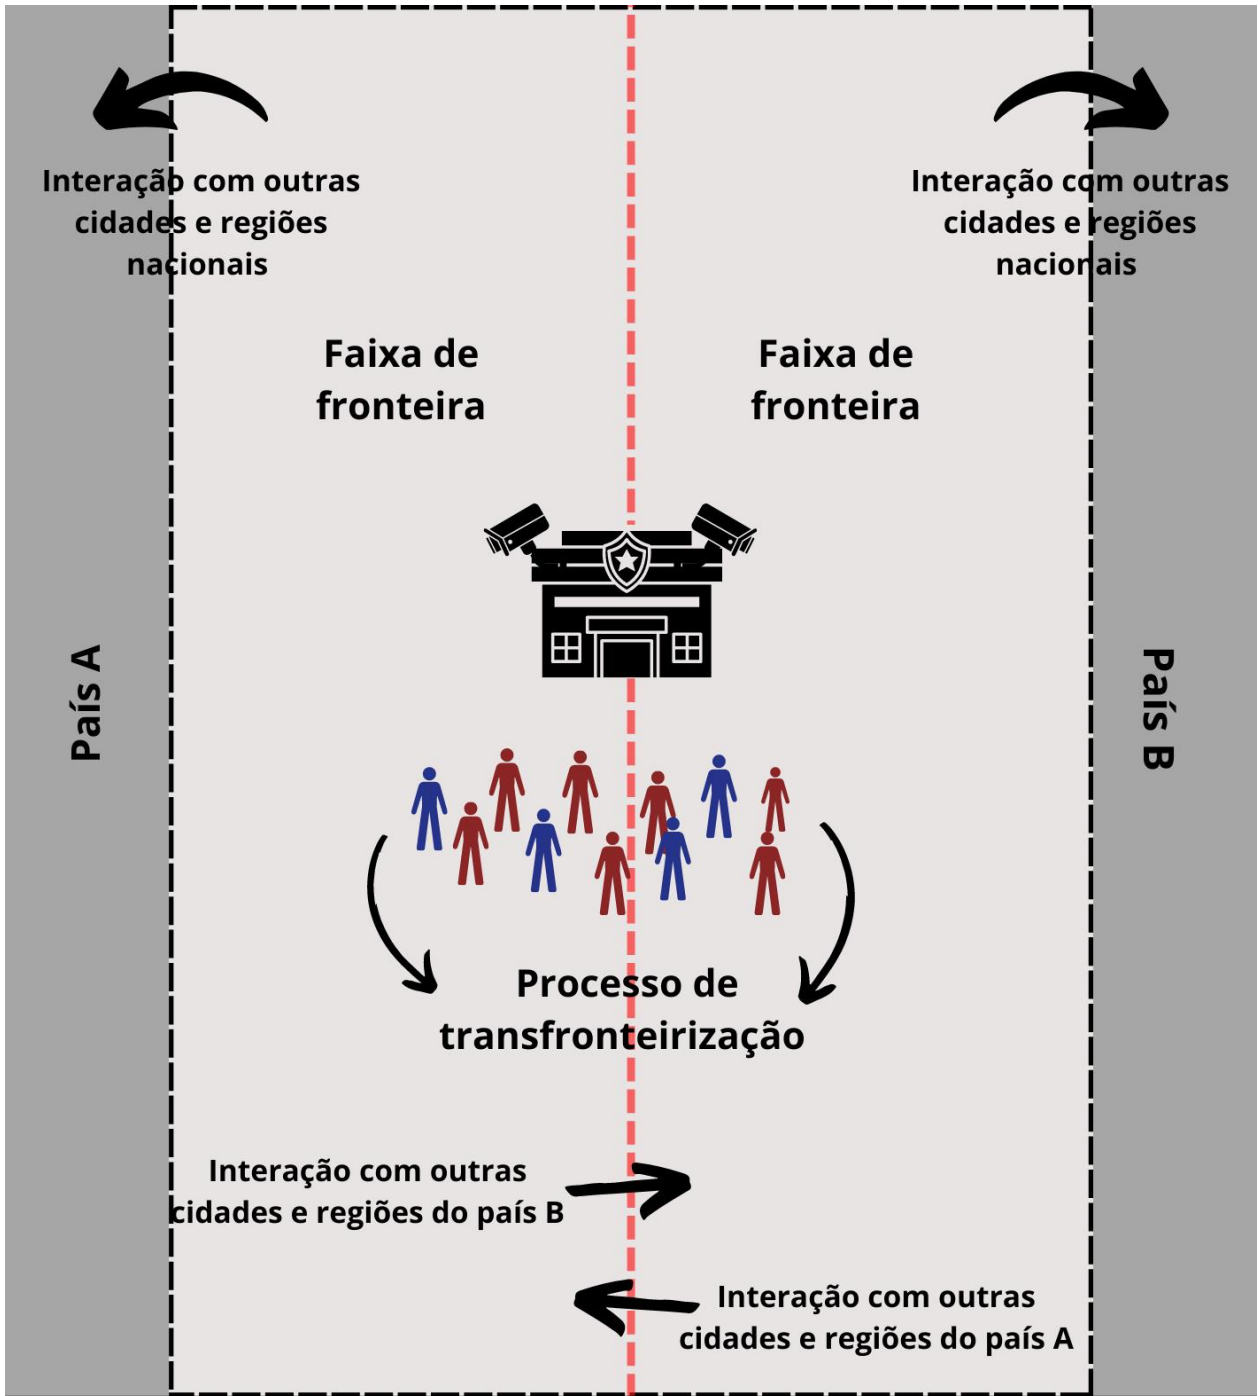 Interação com outras
cidades e regiões
nacionais
Interação com outras
cidades e regiões
nacionais
Faixa de
fronteira
Faixa de
fronteira
País A
País B
Processo de
transfronteirização
Interação com outras
cidades e regiões do país B
Interação com outras
cidades e regiões do país A